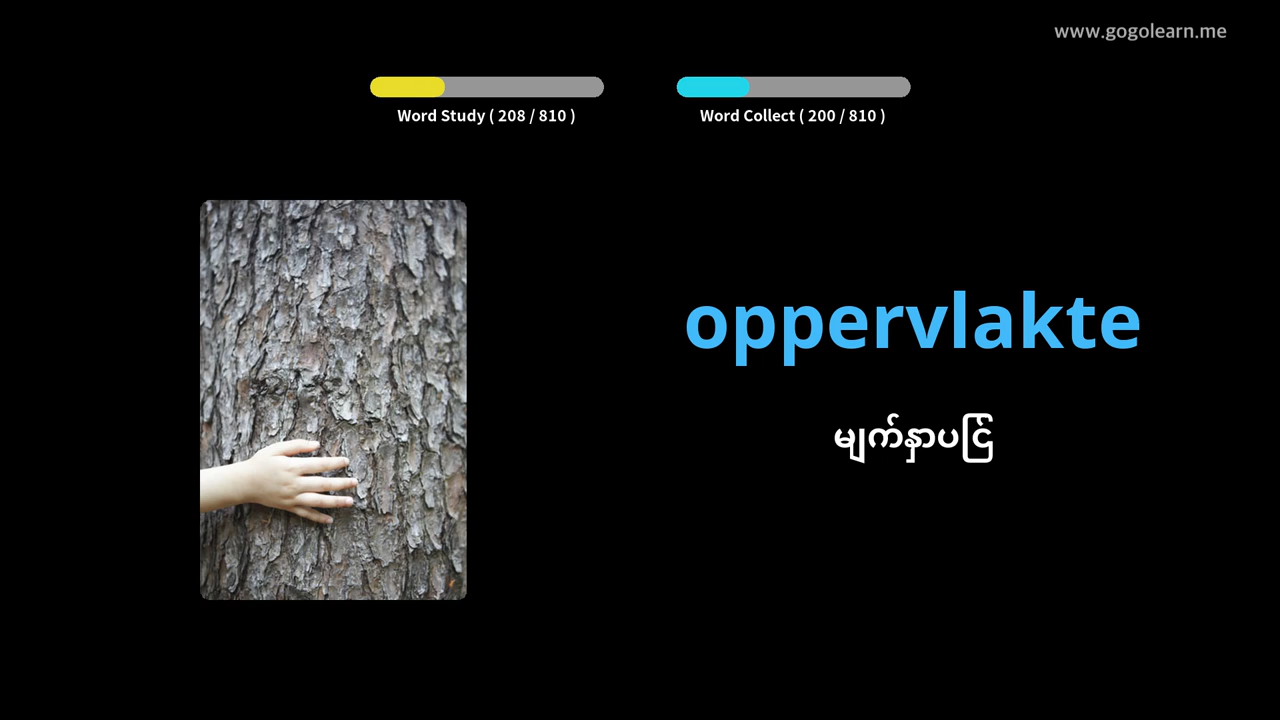 www.gogolearn.me
Word Study ( 208 / 810 )
Word Collect ( 200 / 810 )
oppervlakte
မျက်နှာပြင်